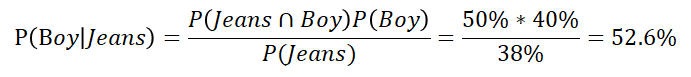 P(Boy|Jeans) = P(Jeans ∩ Boy)P(Boy) / P(Jeans) = 50% * 40% / 38% = 52.6%